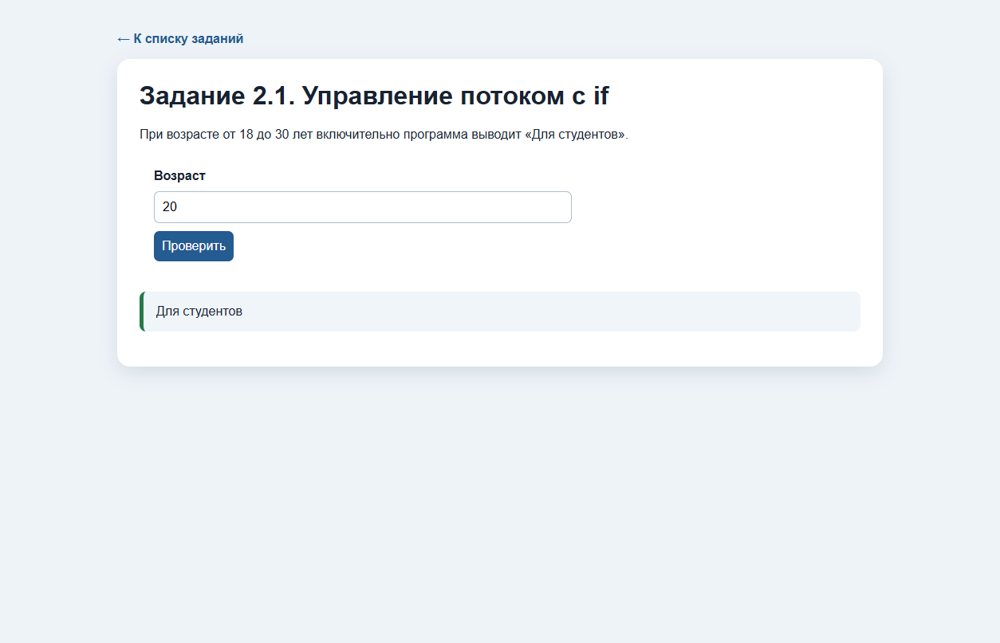 ← К списку заданий
Задание 2.1. Управление потоком с if
При возрасте от 18 до 30 лет включительно программа выводит «Для студентов».
Возраст
20
Проверить
Для студентов